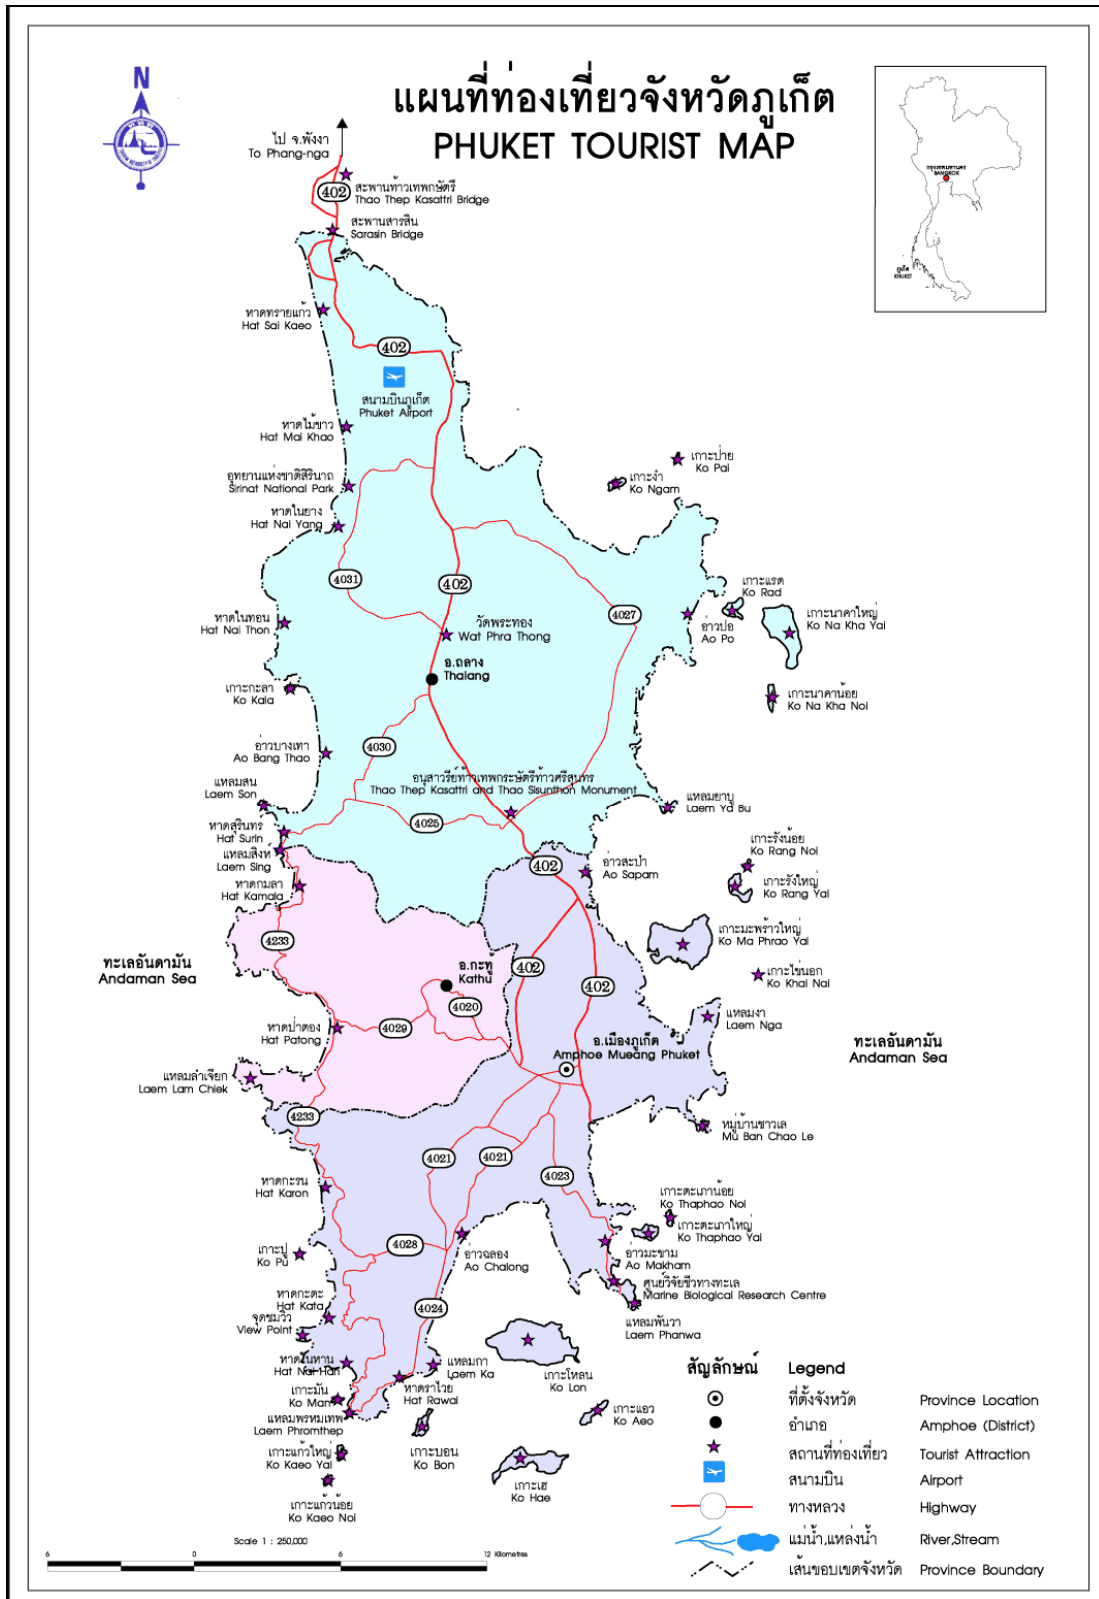 แผนที่ท่องเที่ยวจังหวัดภูเก็ต
PHUKET TOURIST MAP
N
ไป จ.พังงา
To Phang-nga
402
สะพานท้าวเทพกษัตรี
Thao Thep Kasattri Bridge
สะพานสารสิน
Sarasin Bridge
กรุงเทพมหานคร
BANGKOK
ภูเก็ต
KHUKET
หาดทรายแก้ว
Hat Sai Kaeo
402
สนามบินภูเก็ต
Phuket Airport
หาดไม้ขาว
Hat Mai Khao
เกาะป่าย
Ko Pai
เกาะงำ
Ko Ngam
อุทยานแห่งชาติสิรินาถ
Sirinat National Park
หาดในยาง
Hat Nai Yang
4031
402
4027
เกาะแรด
Ko Rad
อ่าวปอ
Ao Po
เกาะนาคาใหญ่
Ko Na Kha Yai
หาดในทอน
Hat Nai Thon
วัดพระทอง
Wat Phra Thong
อ.ถลาง
Thalang
เกาะกะลา
Ko Kala
เกาะนาคาน้อย
Ko Na Kha Noi
อ่าวบางเทา
Ao Bang Thao
4030
อนุสาวรีย์ท้าวเทพกระษัตรีท้าวศรีสุนทร
Thao Thep Kasattri and Thao Sisunthon Monument
แหลมสน
Laem Son
แหลมยาบู
Laem Ya Bu
4025
หาดสุรินทร
Hat Surin
แหลมสิงห
Laem Sing
402
อ่าวสะปำ
Ao Sapam
เกาะรังน้อย
Ko Rang Noi
เกาะรังใหญ่
Ko Rang Yai
หาดกมลา
Hat Kamala
4233
เกาะมะพร้าวใหญ่
Ko Ma Phrao Yai
ทะเลอันดามัน
Andaman Sea
อ.กะทู้
Kathu
402
402
เกาะไข่นอก
Ko Khai Nai
4020
4029
แหลมงา
Laem Nga
หาดป่าตอง
Hat Patong
อ.เมืองภูเก็ต
Amphoe Mueang Phuket
ทะเลอันดามัน
Andaman Sea
แหลมลำเจียก
Laem Lam Chiek
4233
หมู่บ้านชาวเล
Mu Ban Chao Le
4021
4021
4023
หาดกะรน
Hat Karon
เกาะตะเภาน้อย
Ko Thaphao Noi
เกาะตะเภาใหญ่
Ko Thaphao Yai
4028
อ่าวฉลอง
Ao Chalong
อ่าวมะขาม
Ao Makham
เกาะปู
Ko Pu
ศูนย์วิจัยชีวทางทะเล
Marine Biological Research Centre
หาดกะตะ
Hat Kata
4024
แหลมพันวา
Laem Phanwa
จุดชมวิว
View Point
หาดในหาน
Hat Nai Han
แหลมกา
Laem Ka
หาดราไวย์
Hat Rawai
เกาะโหลน
Ko Lon
เกาะมัน
Ko Man
แหลมพรหมเทพ
Laem Phromthep
เกาะแอว
Ko Aeo
เกาะแก้วใหญ่
Ko Kaeo Yai
เกาะบอน
Ko Bon
เกาะเฮ
Ko Hae
เกาะแก้วน้อย
Ko Kaeo Noi
สัญลักษณ์ Legend
ที่ตั้งจังหวัด Province Location
อำเภอ Amphoe (District)
สถานที่ท่องเที่ยว Tourist Attraction
สนามบิน Airport
ทางหลวง Highway
แม่น้ำ,แหล่งน้ำ River,Stream
เส้นขอบเขตจังหวัด Province Boundary
Scale 1 : 250,000
6 0 6 12 Kilometres